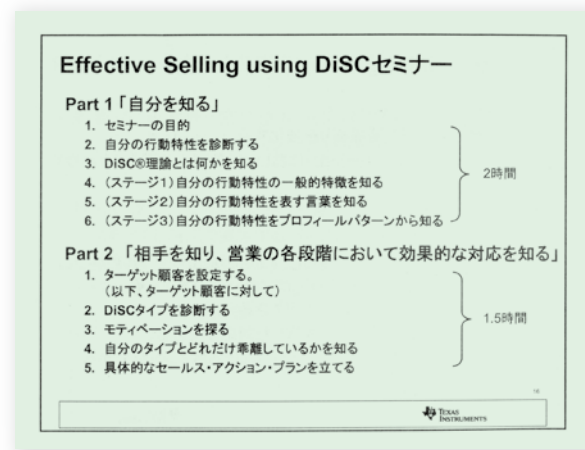 Effective Selling using DiSCセミナー
Part 1「自分を知る」
1. セミナーの目的
2. 自分の行動特性を診断する
3. DiSC®理論とは何かを知る
4. (ステージ1)自分の行動特性の一般的特徴を知る
5. (ステージ2)自分の行動特性を表す言葉を知る
6. (ステージ3)自分の行動特性をプロフィールパターンから知る
2時間
Part 2 「相手を知り、営業の各段階において効果的な対応を知る」
1. ターゲット顧客を設定する。
(以下、ターゲット顧客に対して)
2. DiSCタイプを診断する
3. モティベーションを探る
4. 自分のタイプとどれだけ乖離しているかを知る
5. 具体的なセールス・アクション・プランを立てる
1.5時間
TEXAS
INSTRUMENTS